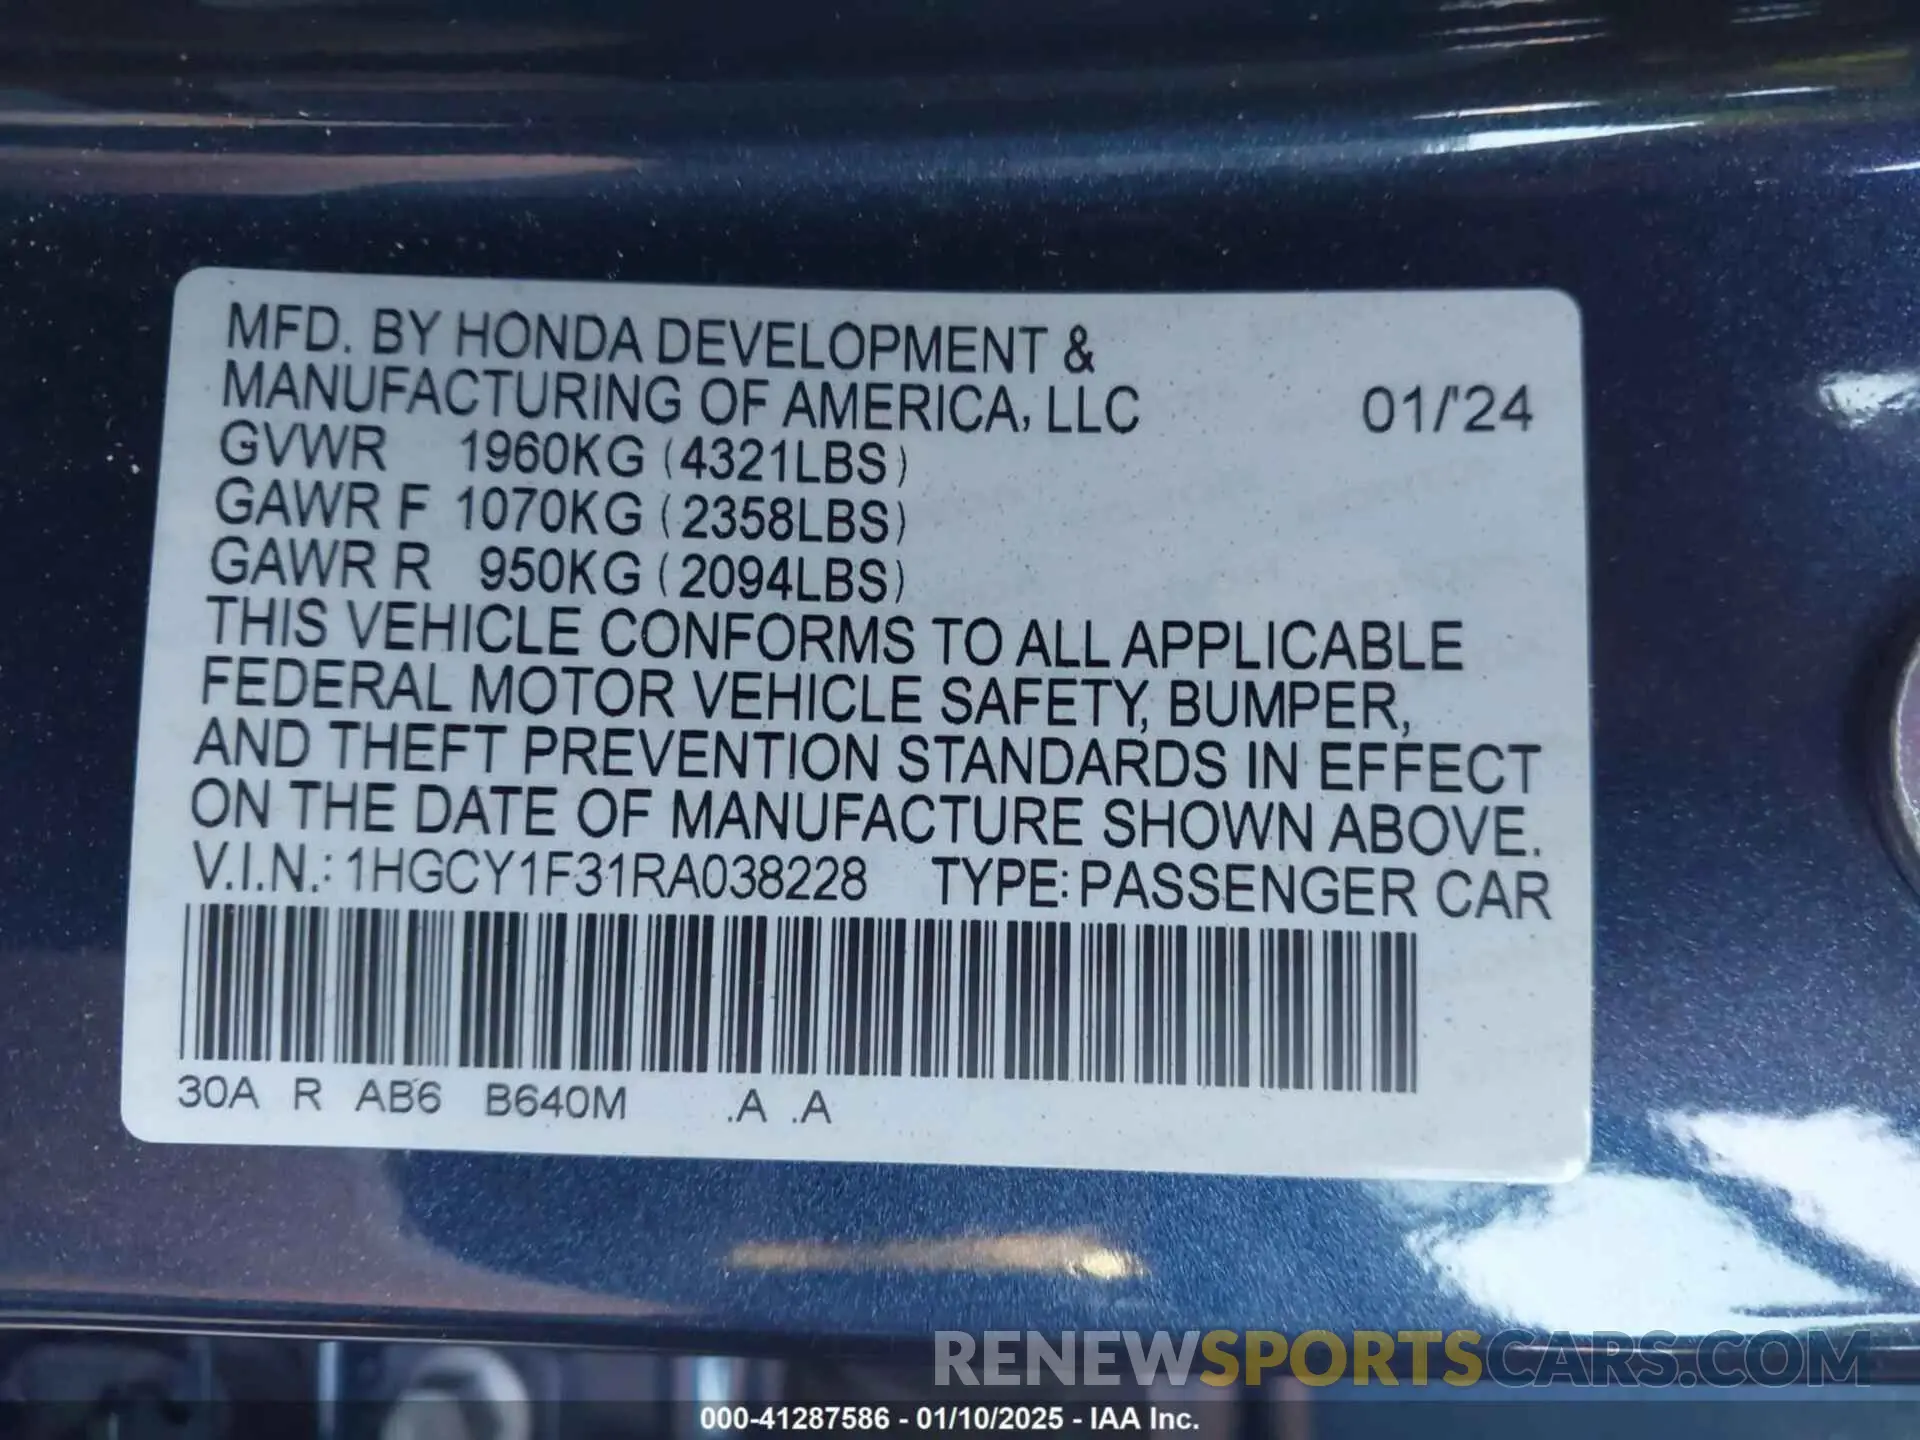 MFD. BY HONDA DEVELOPMENT &
MANUFACTURING OF AMERICA, LLC 01/'24
GVWR 1960KG (4321LBS)
GAWR F 1070KG (2358LBS)
GAWR R 950KG (2094LBS)
THIS VEHICLE CONFORMS TO ALL APPLICABLE
FEDERAL MOTOR VEHICLE SAFETY, BUMPER,
AND THEFT PREVENTION STANDARDS IN EFFECT
ON THE DATE OF MANUFACTURE SHOWN ABOVE.
V.I.N.: 1HGCY1F31RA038228 TYPE: PASSENGER CAR
30A R AB6 B640M .A .A
RENEWSPORTSCARS.COM
000-41287586 - 01/10/2025 - IAA Inc.